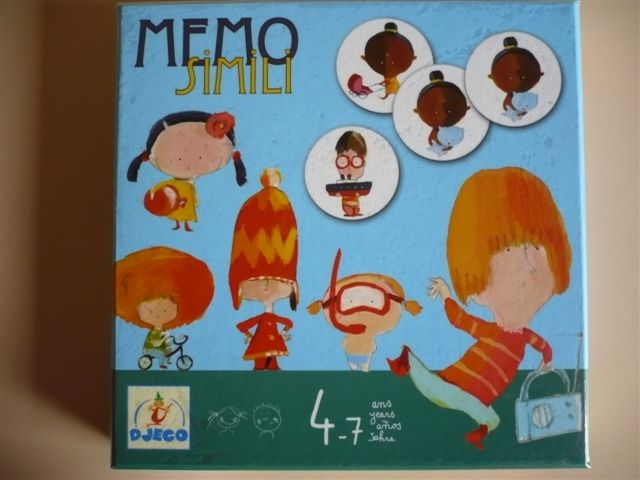 MEMO
SiMiLi
DJECO
4-7
ans
years
años
Jahre